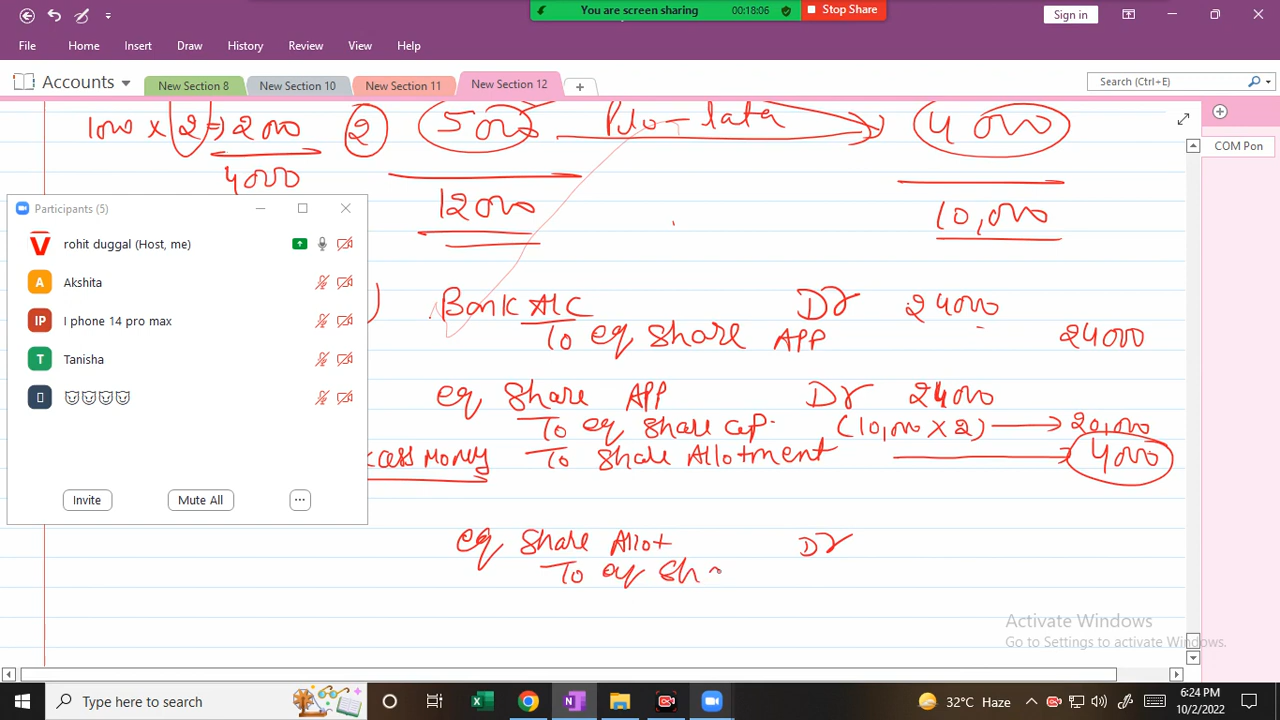 You are screen sharing
00:18:06
Stop Share
Sign in
File Home Insert Draw History Review View Help
Accounts
New Section 8
New Section 10
New Section 11
New Section 12
+
Search (Ctrl+E)
COM Pon
1000 × 2 = 2000
4000
2
5000
Pro-rata
4000
12000
10,000
Bank A/C Dr 24000
To eq Share APP 24000
eq Share APP Dr 24000
To eq Share cap. (10,000 × 2) 20,000
cess Money To Share Allotment 4000
eq Share Allot Dr
To eq Sh
Participants (5)
rohit duggal (Host, me)
A Akshita
IP I phone 14 pro max
T Tanisha
Invite
Mute All
...
Activate Windows
Go to Settings to activate Windows.
Type here to search
32°C Haze
6:24 PM
10/2/2022